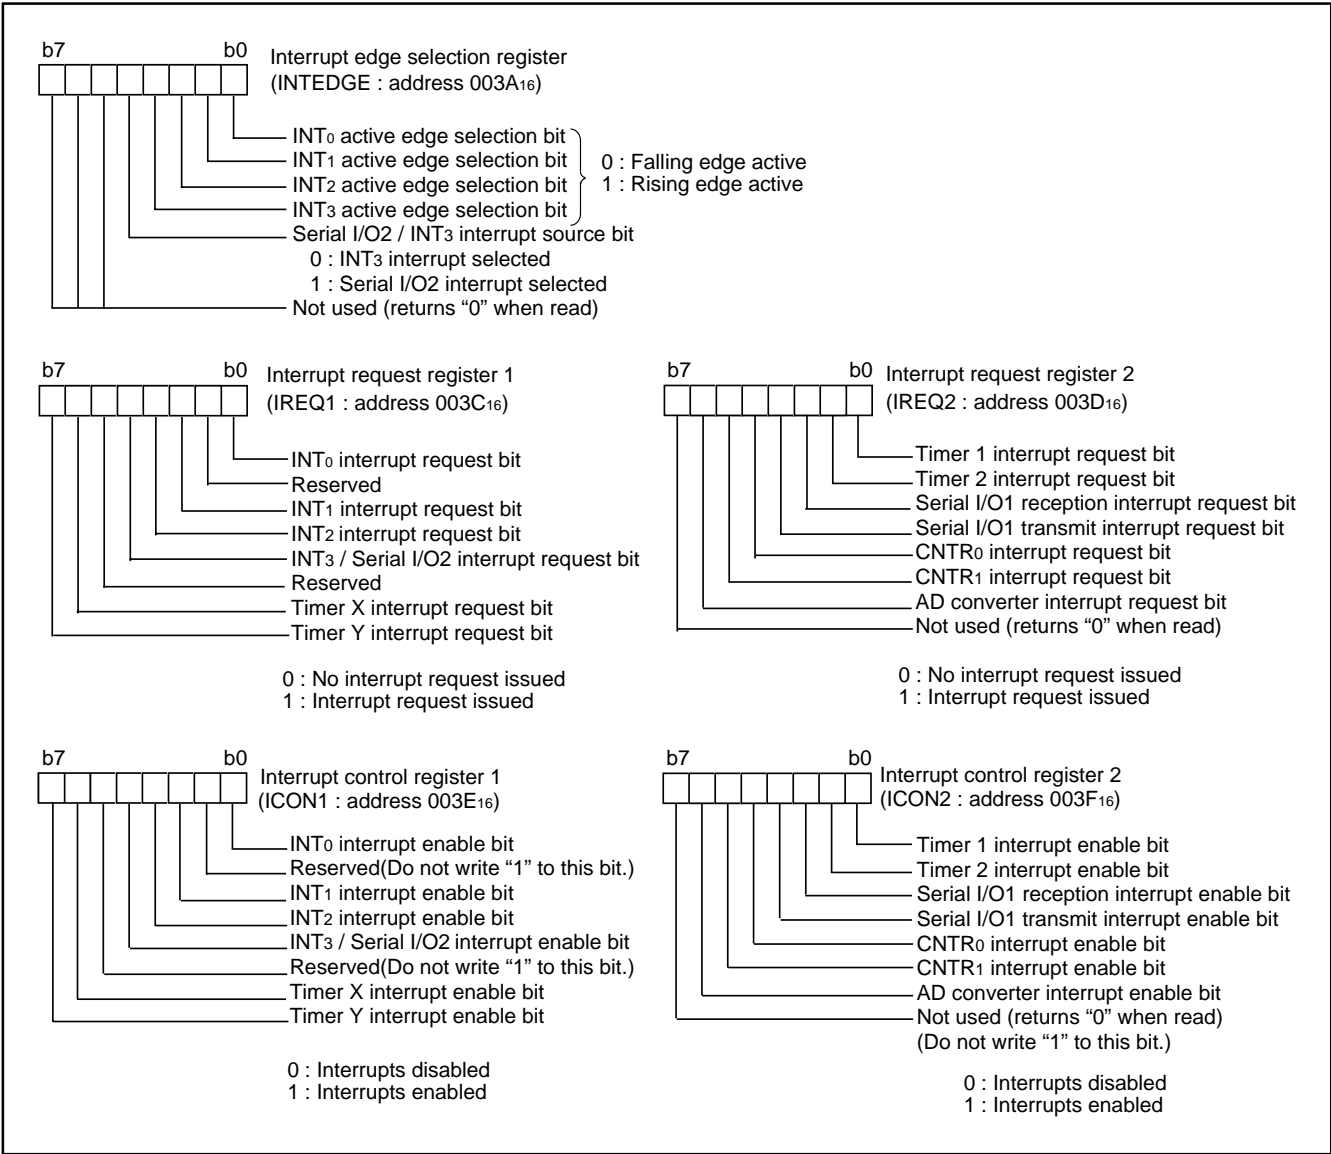 b7 b0 Interrupt edge selection register
(INTEDGE : address 003A16)
INT0 active edge selection bit
INT1 active edge selection bit
INT2 active edge selection bit
INT3 active edge selection bit
0 : Falling edge active
1 : Rising edge active
Serial I/O2 / INT3 interrupt source bit
0 : INT3 interrupt selected
1 : Serial I/O2 interrupt selected
Not used (returns “0” when read)
b7 b0 Interrupt request register 1
(IREQ1 : address 003C16)
INT0 interrupt request bit
Reserved
INT1 interrupt request bit
INT2 interrupt request bit
INT3 / Serial I/O2 interrupt request bit
Reserved
Timer X interrupt request bit
Timer Y interrupt request bit
0 : No interrupt request issued
1 : Interrupt request issued
b7 b0 Interrupt request register 2
(IREQ2 : address 003D16)
Timer 1 interrupt request bit
Timer 2 interrupt request bit
Serial I/O1 reception interrupt request bit
Serial I/O1 transmit interrupt request bit
CNTR0 interrupt request bit
CNTR1 interrupt request bit
AD converter interrupt request bit
Not used (returns “0” when read)
0 : No interrupt request issued
1 : Interrupt request issued
b7 b0 Interrupt control register 1
(ICON1 : address 003E16)
INT0 interrupt enable bit
Reserved(Do not write “1” to this bit.)
INT1 interrupt enable bit
INT2 interrupt enable bit
INT3 / Serial I/O2 interrupt enable bit
Reserved(Do not write “1” to this bit.)
Timer X interrupt enable bit
Timer Y interrupt enable bit
0 : Interrupts disabled
1 : Interrupts enabled
b7 b0 Interrupt control register 2
(ICON2 : address 003F16)
Timer 1 interrupt enable bit
Timer 2 interrupt enable bit
Serial I/O1 reception interrupt enable bit
Serial I/O1 transmit interrupt enable bit
CNTR0 interrupt enable bit
CNTR1 interrupt enable bit
AD converter interrupt enable bit
Not used (returns “0” when read)
(Do not write “1” to this bit.)
0 : Interrupts disabled
1 : Interrupts enabled